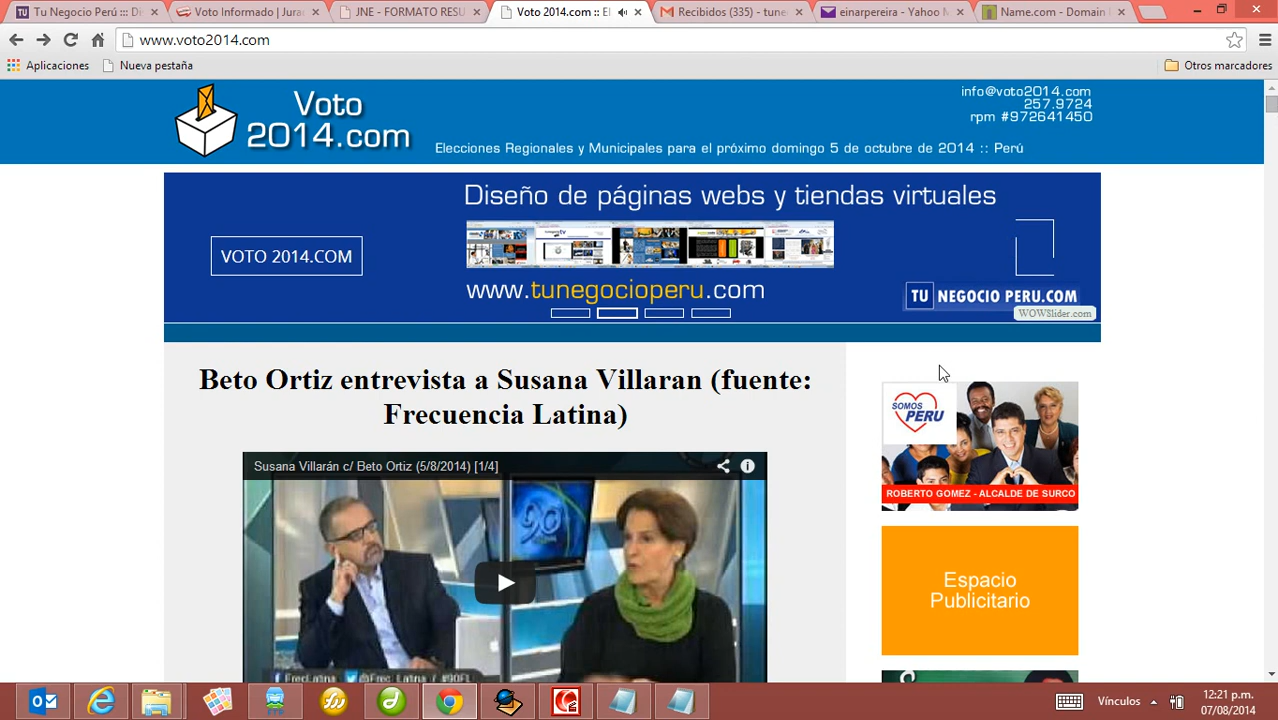 Tu Negocio Perú ::: Di
Voto Informado | Jura
JNE - FORMATO RESU
Voto 2014.com :: El
Recibidos (335) - tune
einarpereira - Yahoo M
Name.com - Domain
www.voto2014.com
Aplicaciones
Nueva pestaña
Otros marcadores
Voto
2014.com
info@voto2014.com
257.9724
rpm #972641450
Elecciones Regionales y Municipales para el próximo domingo 5 de octubre de 2014 :: Perú
Diseño de páginas webs y tiendas virtuales
VOTO 2014.COM
www.tunegocioperu.com
TU NEGOCIO PERU.COM
WOWSlider.com
Beto Ortiz entrevista a Susana Villaran (fuente:
Frecuencia Latina)
Susana Villarán c/ Beto Ortiz (5/8/2014) [1/4]
90
FrecLatina @Frec_Latina / #90FL
SOMOS
PERU
ROBERTO GOMEZ - ALCALDE DE SURCO
Espacio
Publicitario
Vínculos
12:21 p.m.
07/08/2014